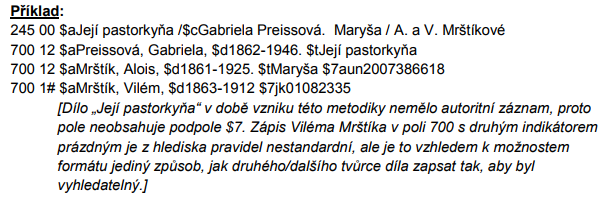 Příklad:
245 00 $aJejí pastorkyňa /$cGabriela Preissová.  Maryša / A. a V. Mrštíkové
700 12 $aPreissová, Gabriela, $d1862-1946. $tJejí pastorkyňa
700 12 $aMrštík, Alois, $d1861-1925. $tMaryša $7aun2007386618
700 1# $aMrštík, Vilém, $d1863-1912 $7jk01082335
[Dílo „Její pastorkyňa“ v době vzniku této metodiky nemělo autoritní záznam, proto
pole neobsahuje podpole $7. Zápis Viléma Mrštíka v poli 700 s druhým indikátorem
prázdným je z hlediska pravidel nestandardní, ale je to vzhledem k možnostem
formátu jediný způsob, jak druhého/dalšího tvůrce díla zapsat tak, aby byl
vyhledatelný.]